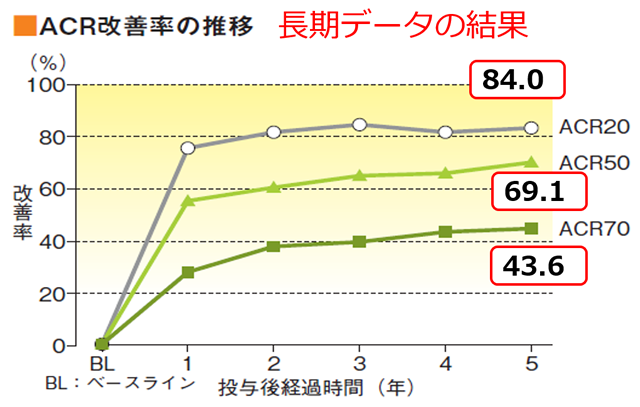 ■ACR改善率の推移 長期データの結果
(%)
100
84.0
80
ACR20
ACR50
60
69.1
改善率
ACR70
40
43.6
20
0
BL 1 2 3 4 5
BL：ベースライン 投与後経過時間（年）